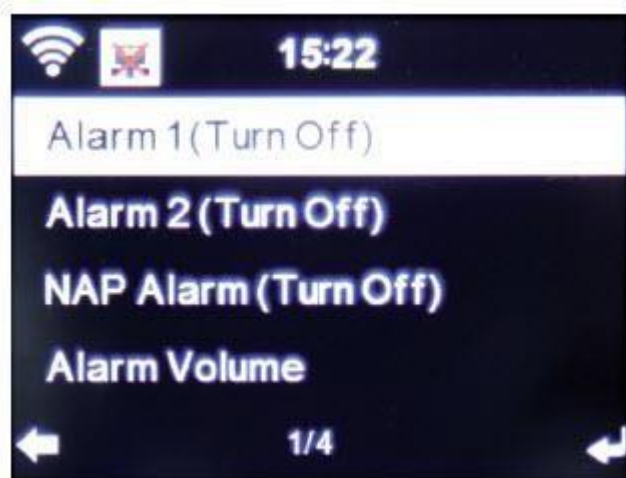 15:22
Alarm 1(Turn Off)
Alarm 2 (Turn Off)
NAP Alarm (Turn Off)
Alarm Volume
1/4